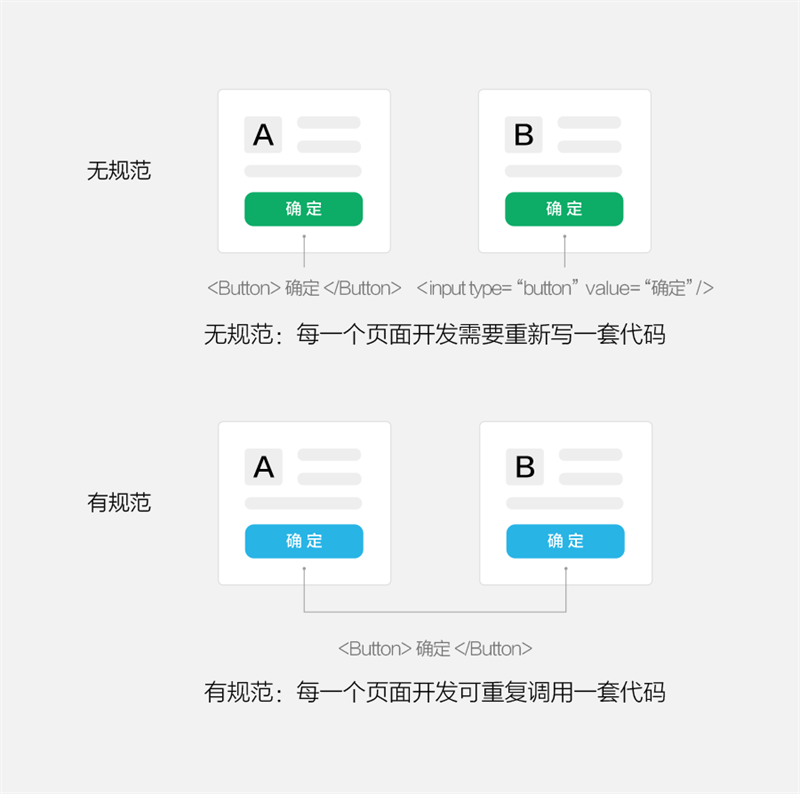 无规范
A
B
确定
确定
<Button> 确定 </Button>
<input type= “button” value= “确定” />
无规范：每一个页面开发需要重新写一套代码
有规范
A
B
确定
确定
<Button> 确定 </Button>
有规范：每一个页面开发可重复调用一套代码